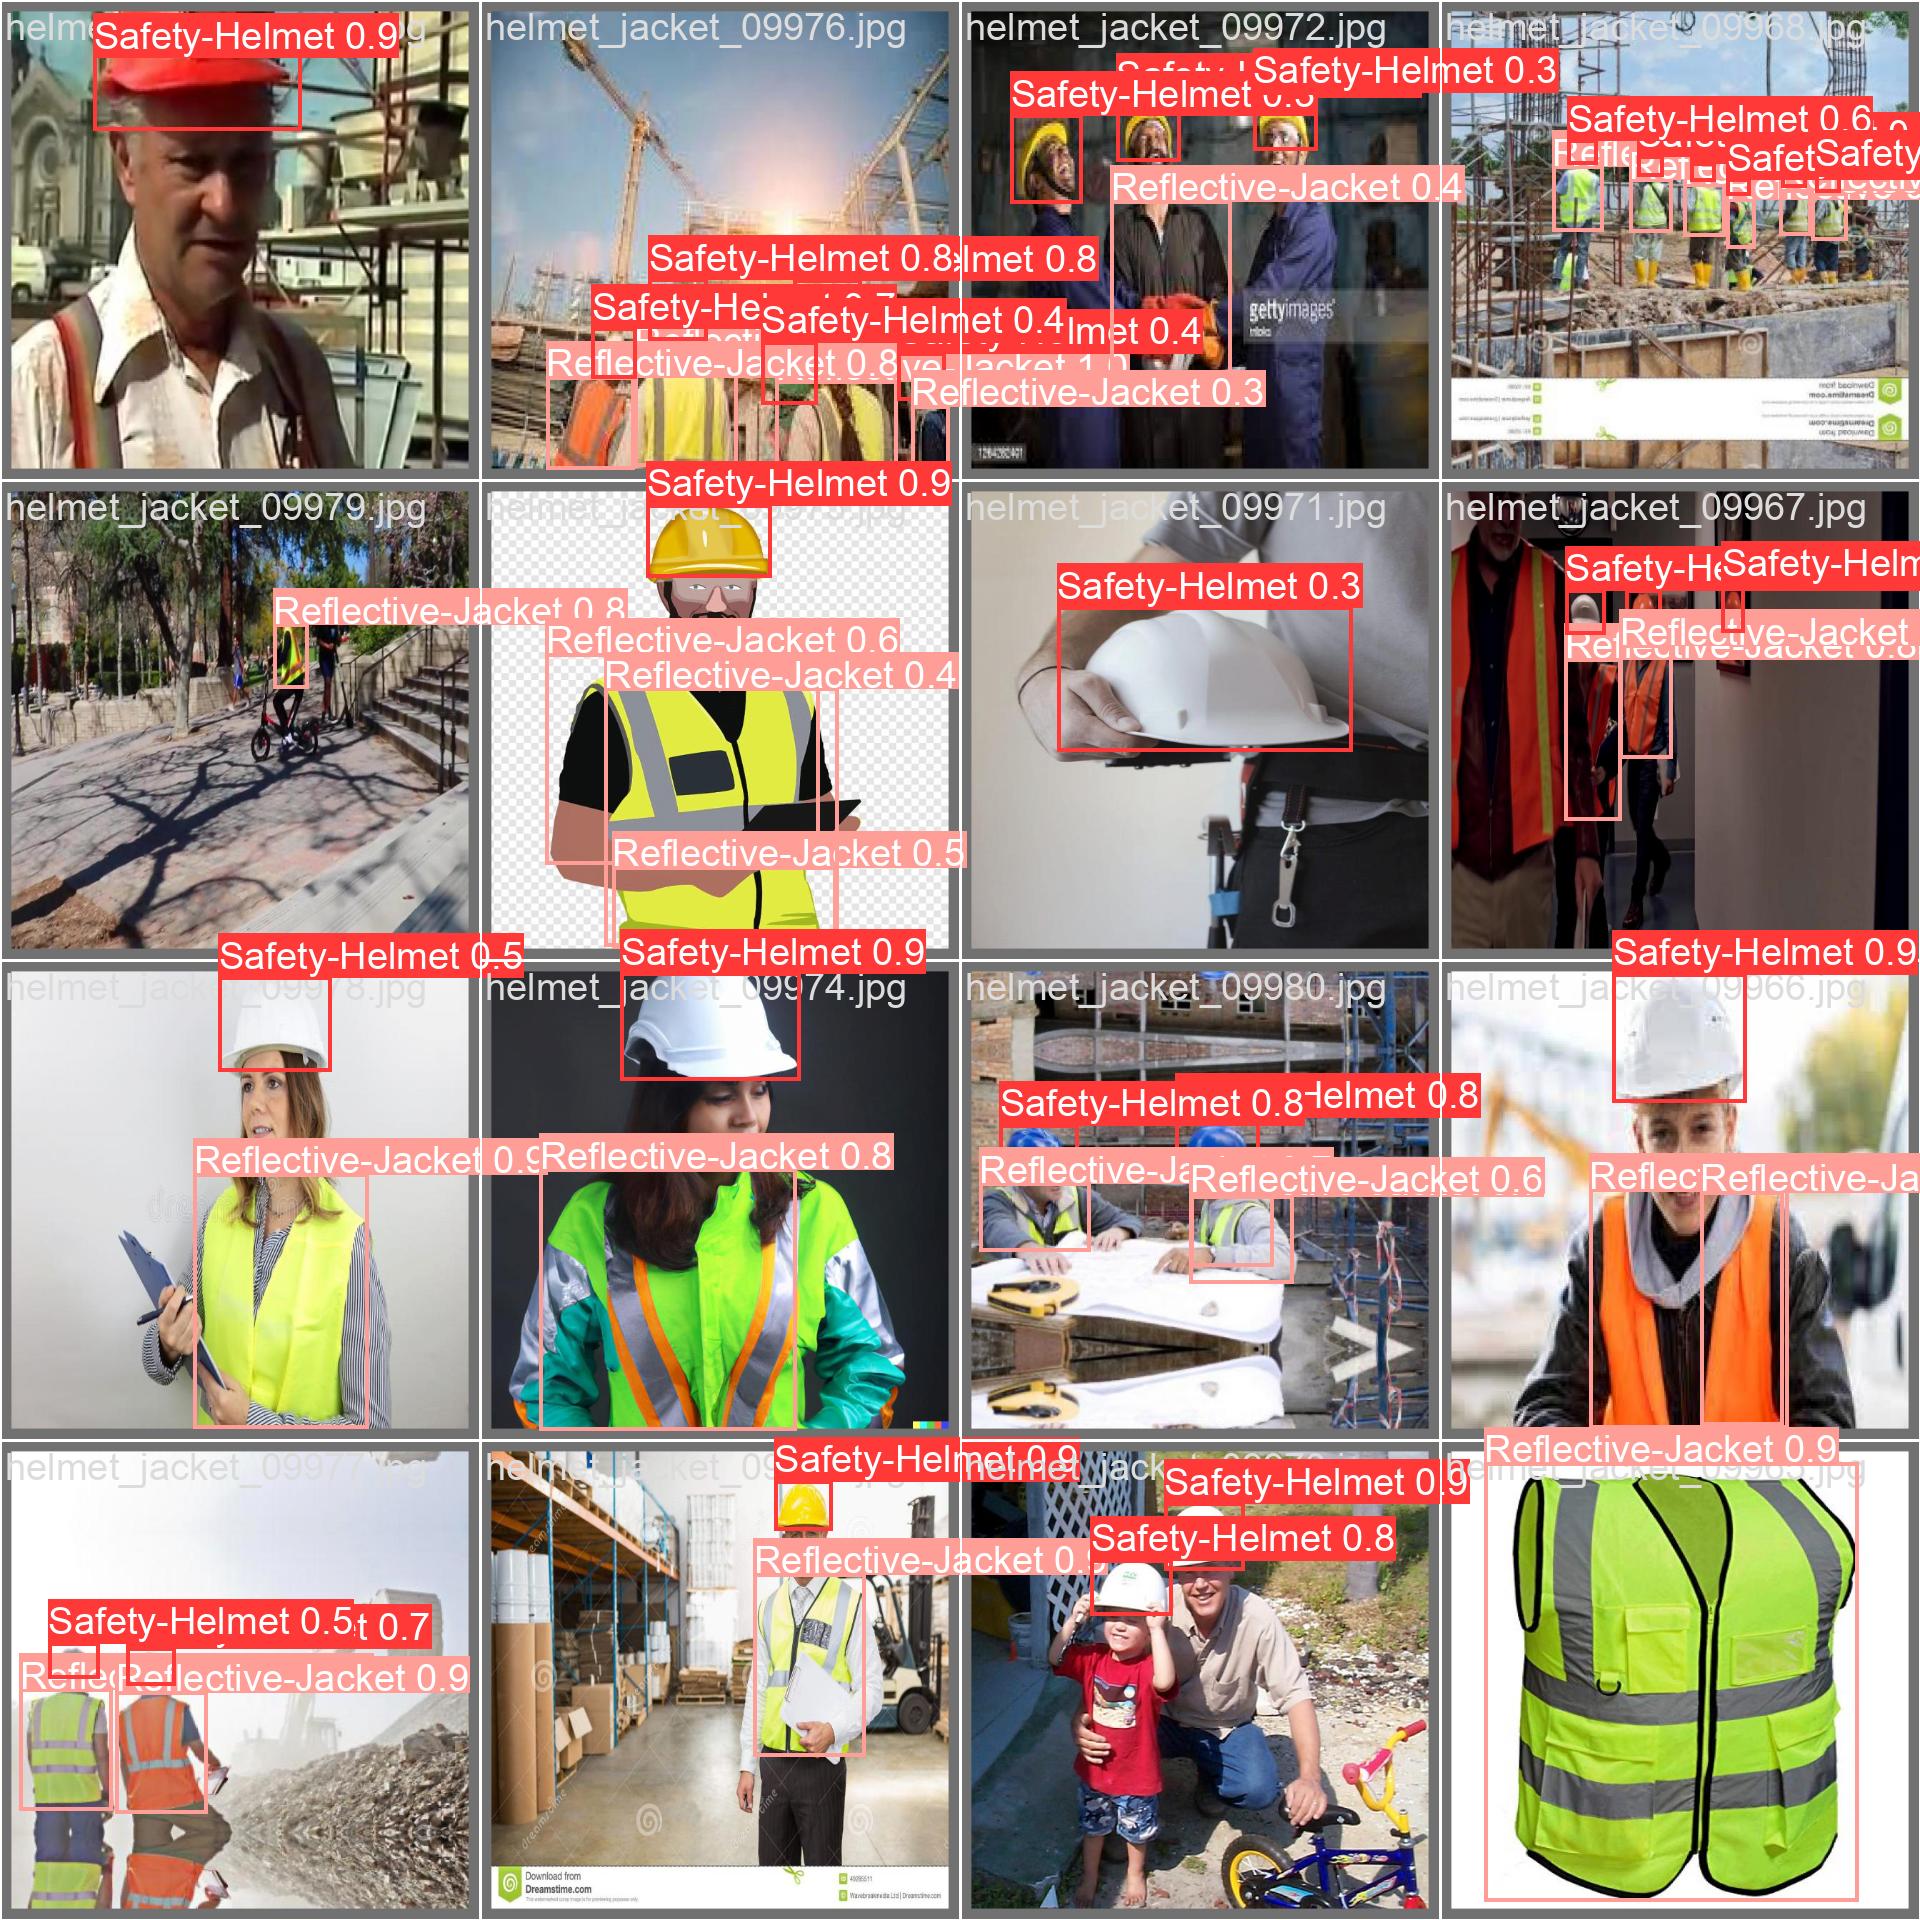 Safety-Helmet 0.9
helmet_jacket_09976.jpg
Safety-Helmet 0.8
elmet 0.8
Safety-He
Safety-Helmet 0.4
lmet 0.4
Reflective-Jacket 0.8
Reflective-Jacket 0.3
helmet_jacket_09972.jpg
Safety-Helmet 0.3
Safety-Helmet
Reflective-Jacket 0.4
gettyimages
helmet_jacket_09968.jpg
Safety-Helmet 0.6
Safet
Safety
Download from
Dreamstime.com
helmet_jacket_09979.jpg
Reflective-Jacket 0.8
Safety-Helmet 0.9
Reflective-Jacket 0.6
Reflective-Jacket 0.4
Reflective-Jacket 0.5
helmet_jacket_09971.jpg
Safety-Helmet 0.3
helmet_jacket_09967.jpg
Safety-He
Safety-Helm
Reflective-Jacket
Reflective-Jacket 0.8
helmet_jacket_09978.jpg
Safety-Helmet 0.5
Reflective-Jacket 0.9
helmet_jacket_09974.jpg
Safety-Helmet 0.9
Reflective-Jacket 0.8
helmet_jacket_09980.jpg
Safety-Helmet 0.8
Helmet 0.8
Reflective-Ja
Reflective-Jacket 0.6
helmet_jacket_09966.jpg
Safety-Helmet 0.9
Reflec
Reflective-Ja
helmet_jacket_09977.jpg
Safety-Helmet 0.5
t 0.7
Reflec
Reflective-Jacket 0.9
Safety-Helmet 0.9
Reflective-Jacket 0.9
Download from
Dreamstime.com
Safety-Helmet 0.9
Safety-Helmet 0.8
Reflective-Jacket 0.9